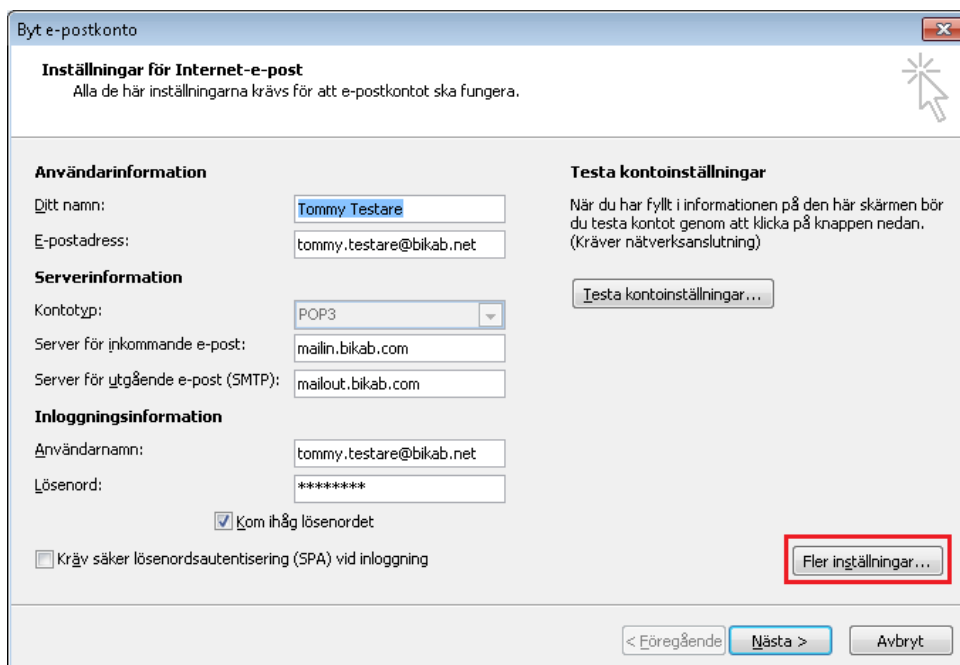 Byt e-postkonto
Inställningar för Internet-e-post
Alla de här inställningarna krävs för att e-postkontot ska fungera.
Användarinformation
Ditt namn:
Tommy Testare
E-postadress:
tommy.testare@bikab.net
Serverinformation
Kontotyp:
POP3
Server för inkommande e-post:
mailin.bikab.com
Server för utgående e-post (SMTP):
mailout.bikab.com
Inloggningsinformation
Användarnamn:
tommy.testare@bikab.net
Lösenord:
********
Kom ihåg lösenordet
Kräv säker lösenordsautentisering (SPA) vid inloggning
Testa kontoinställningar
När du har fyllt i informationen på den här skärmen bör
du testa kontot genom att klicka på knappen nedan.
(Kräver nätverksanslutning)
Testa kontoinställningar...
Fler inställningar...
< Föregående
Nästa >
Avbryt